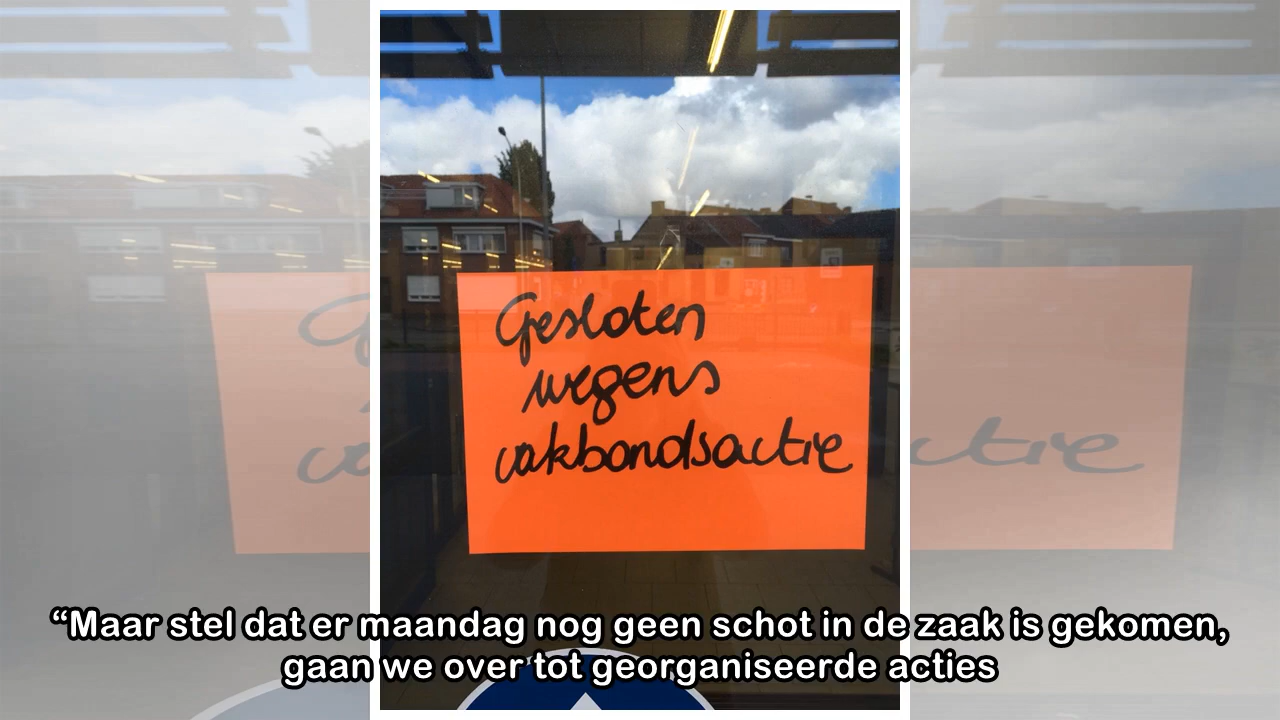 Gesloten
wegens
vakbondsactie
“Maar stel dat er maandag nog geen schot in de zaak is gekomen,
gaan we over tot georganiseerde acties